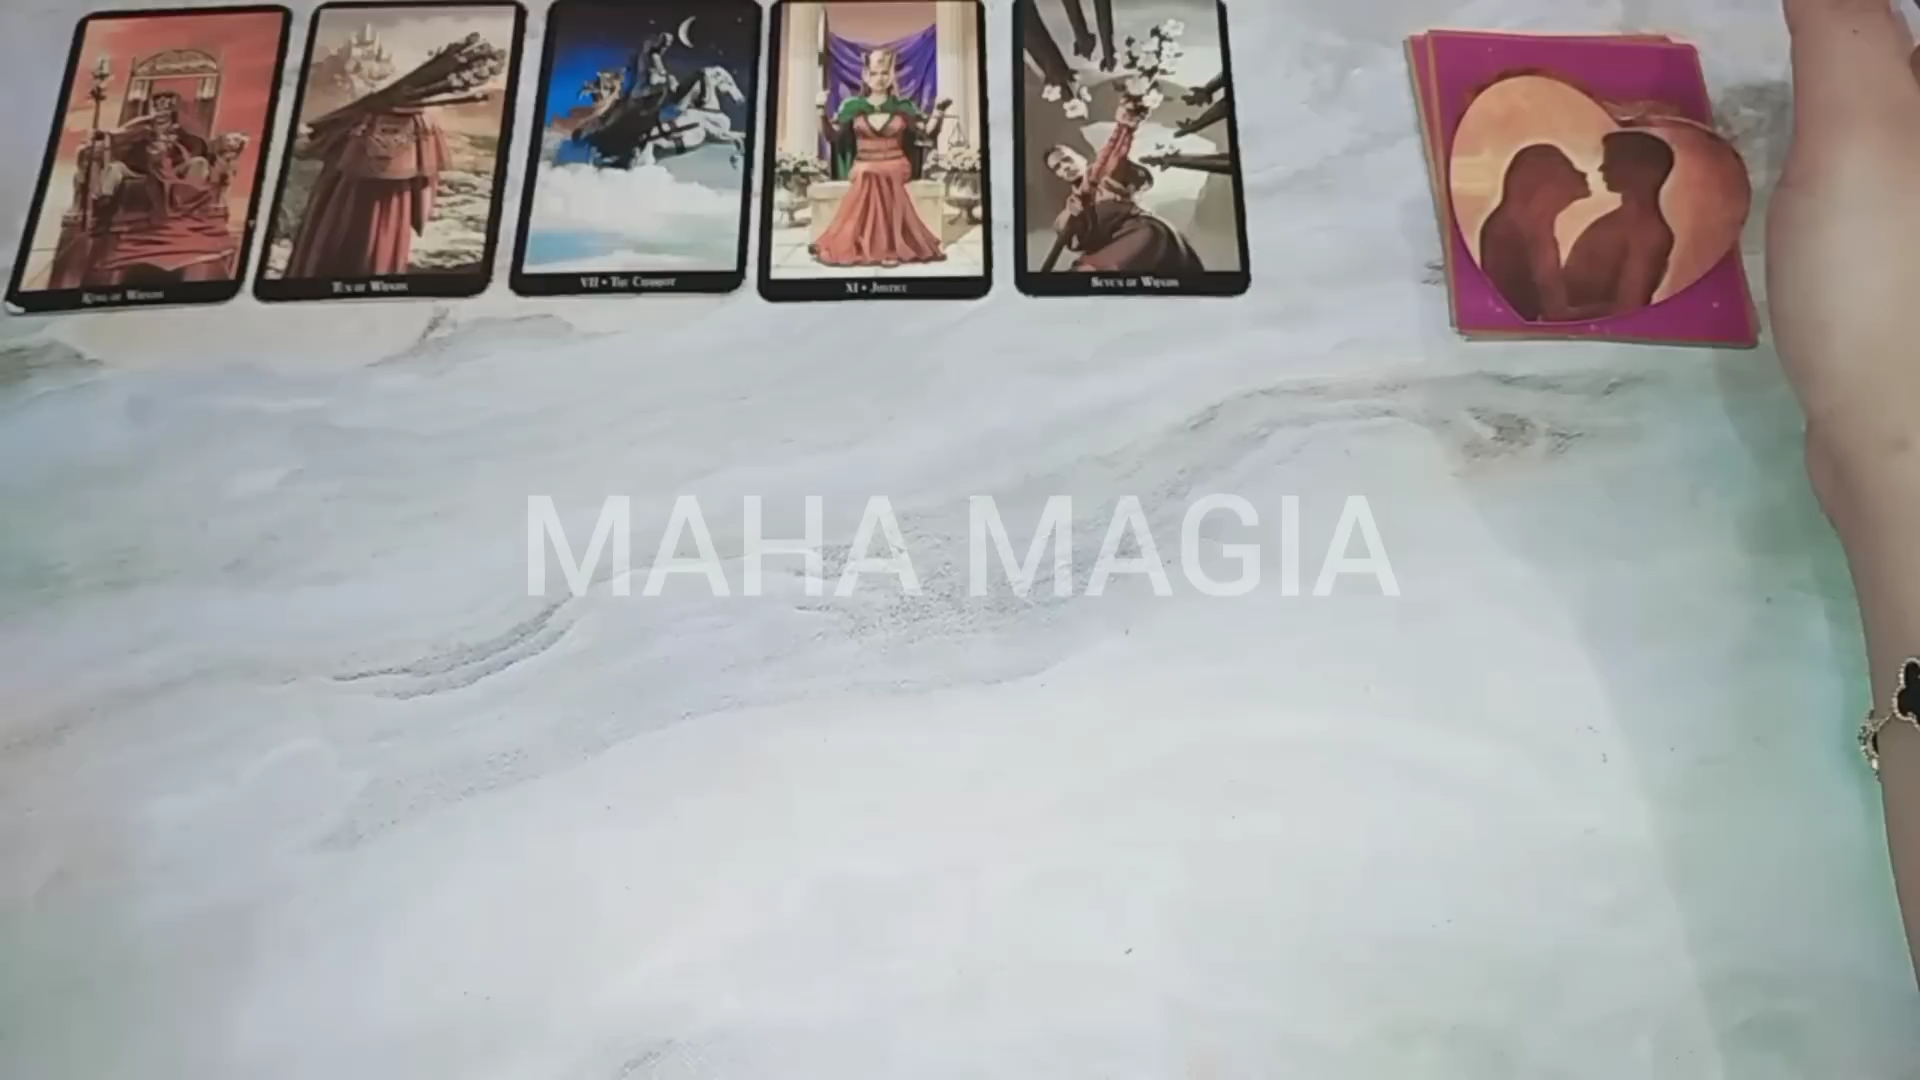 King of Wands
Ten of Wands
VII • The Chariot
XI • Justice
Seven of Wands
MAHA MAGIA